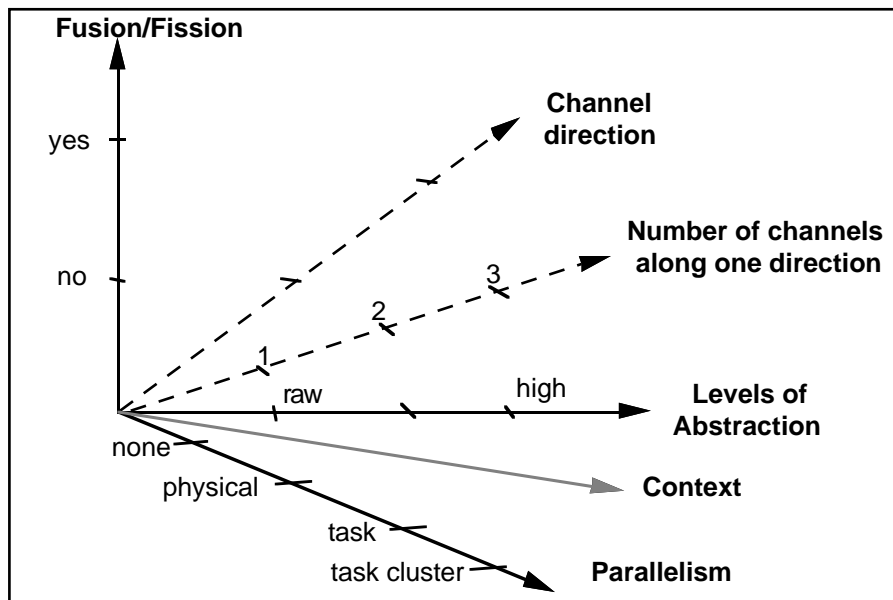 Fusion/Fission
Channel
direction
yes
Number of channels
along one direction
no
3
2
1
raw
high
Levels of
Abstraction
none
physical
Context
task
task cluster
Parallelism